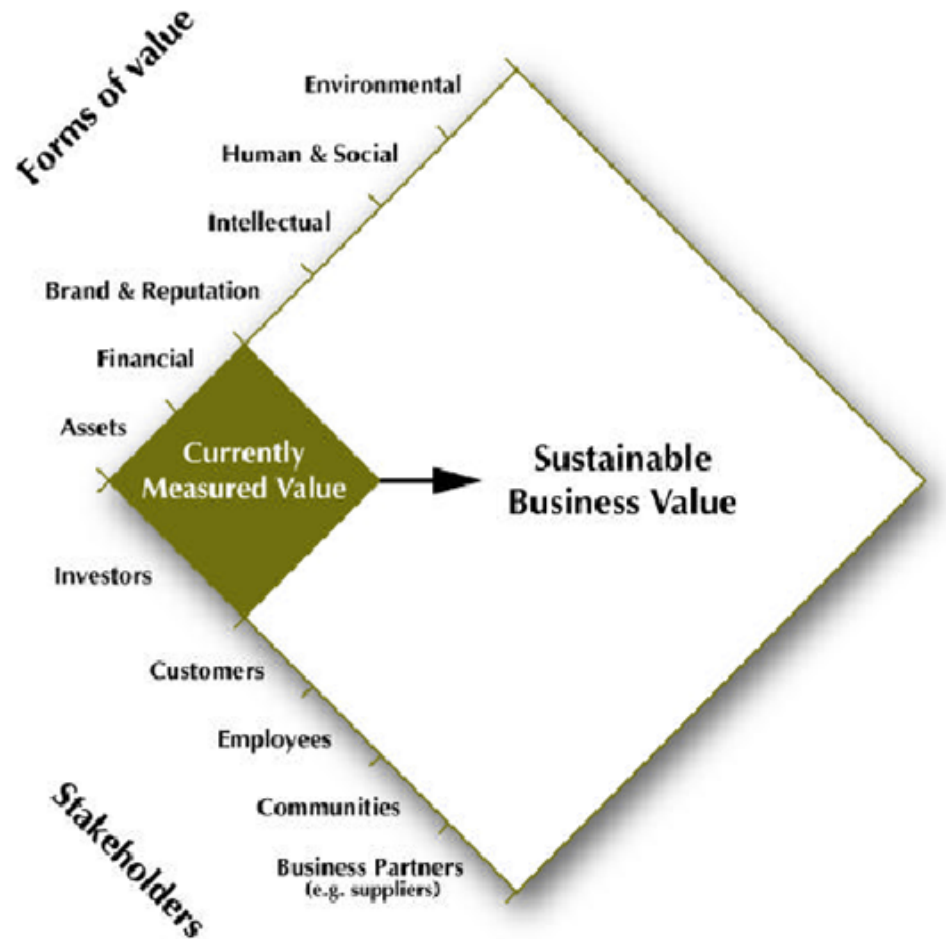 Forms of value
Environmental
Human & Social
Intellectual
Brand & Reputation
Financial
Assets
Currently
Measured Value
Sustainable
Business Value
Investors
Customers
Employees
Communities
Business Partners
(e.g. suppliers)
Stakeholders